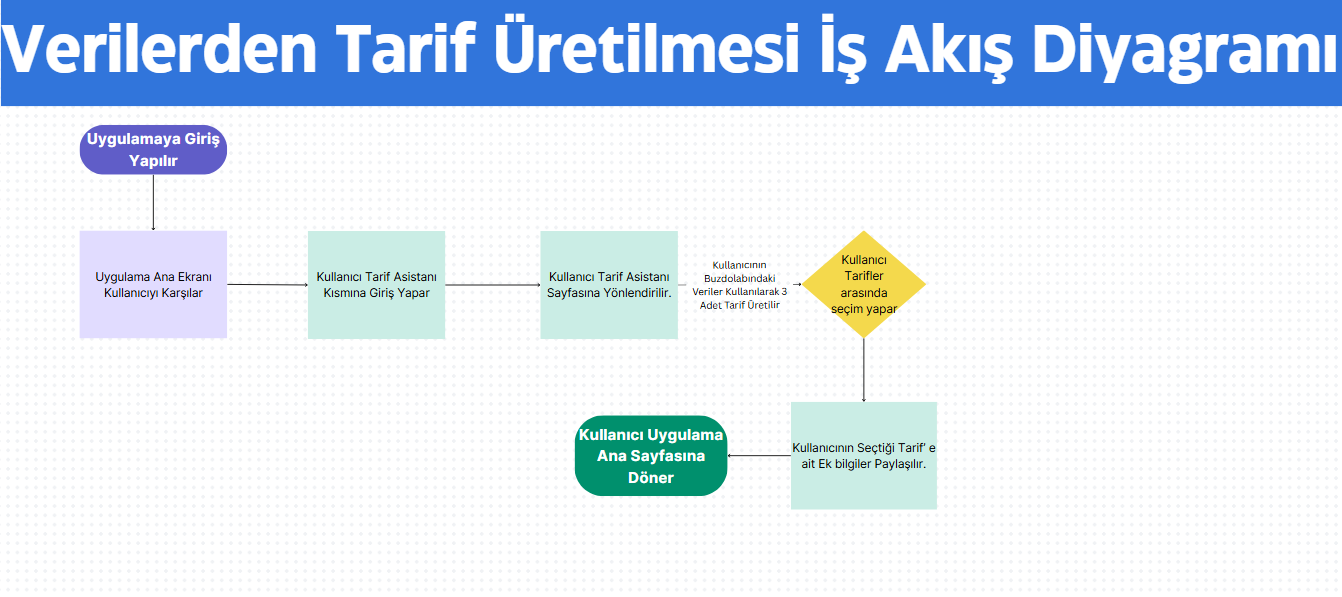 Verilerden Tarif Üretilmesi İş Akış Diyagramı
Uygulamaya Giriş
Yapılır
Uygulama Ana Ekranı
Kullanıcıyı Karşılar
Kullanıcı Tarif Asistanı
Kısmına Giriş Yapar
Kullanıcı Tarif Asistanı
Sayfasına Yönlendirilir.
Kullanıcının
Buzdolabındaki
Veriler Kullanılarak 3
Adet Tarif Üretilir
Kullanıcı
Tarifler
arasında
seçim yapar
Kullanıcının Seçtiği Tarif' e
ait Ek bilgiler Paylaşılır.
Kullanıcı Uygulama
Ana Sayfasına
Döner